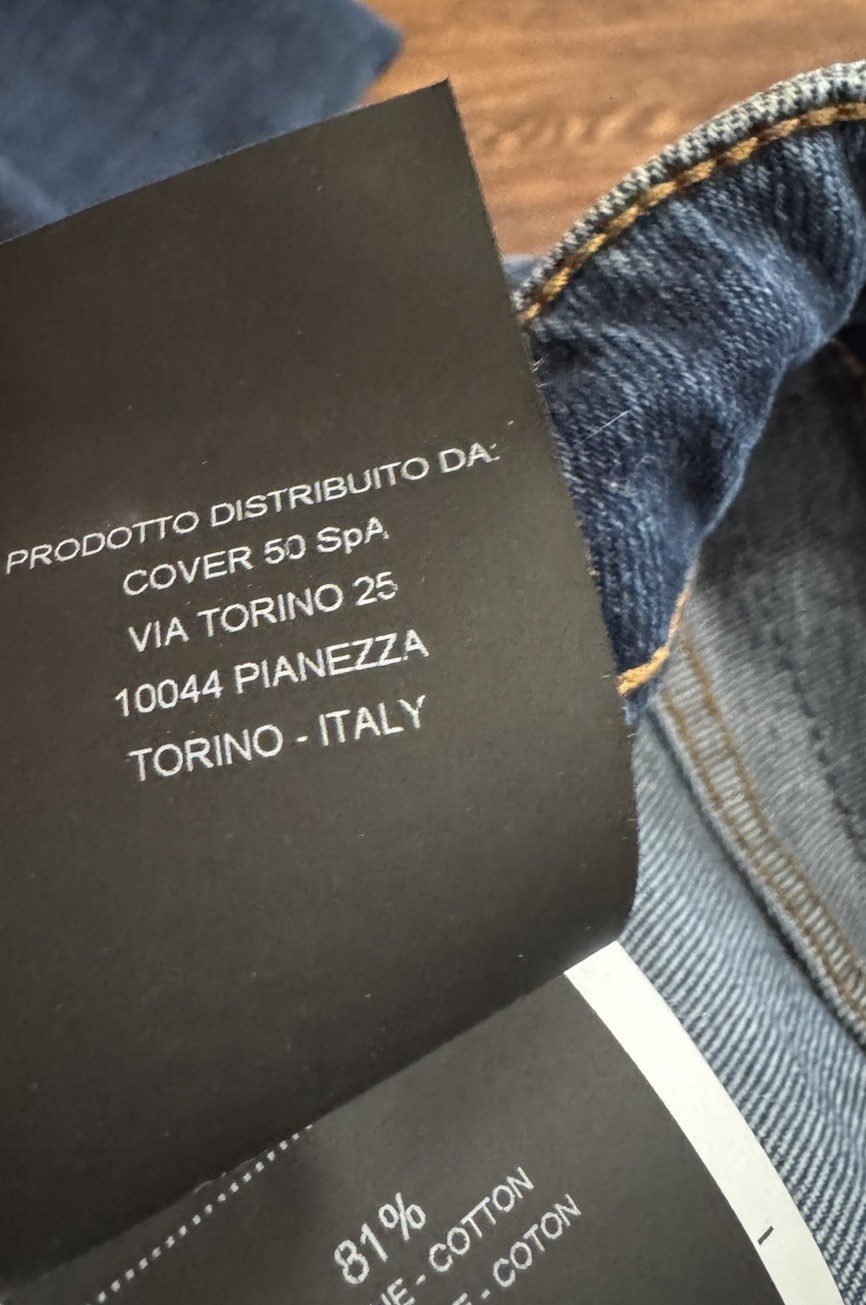 PRODOTTO DISTRIBUITO DA:
COVER 50 SpA
VIA TORINO 25
10044 PIANEZZA
TORINO - ITALY
81%
- COTTON
- COTON